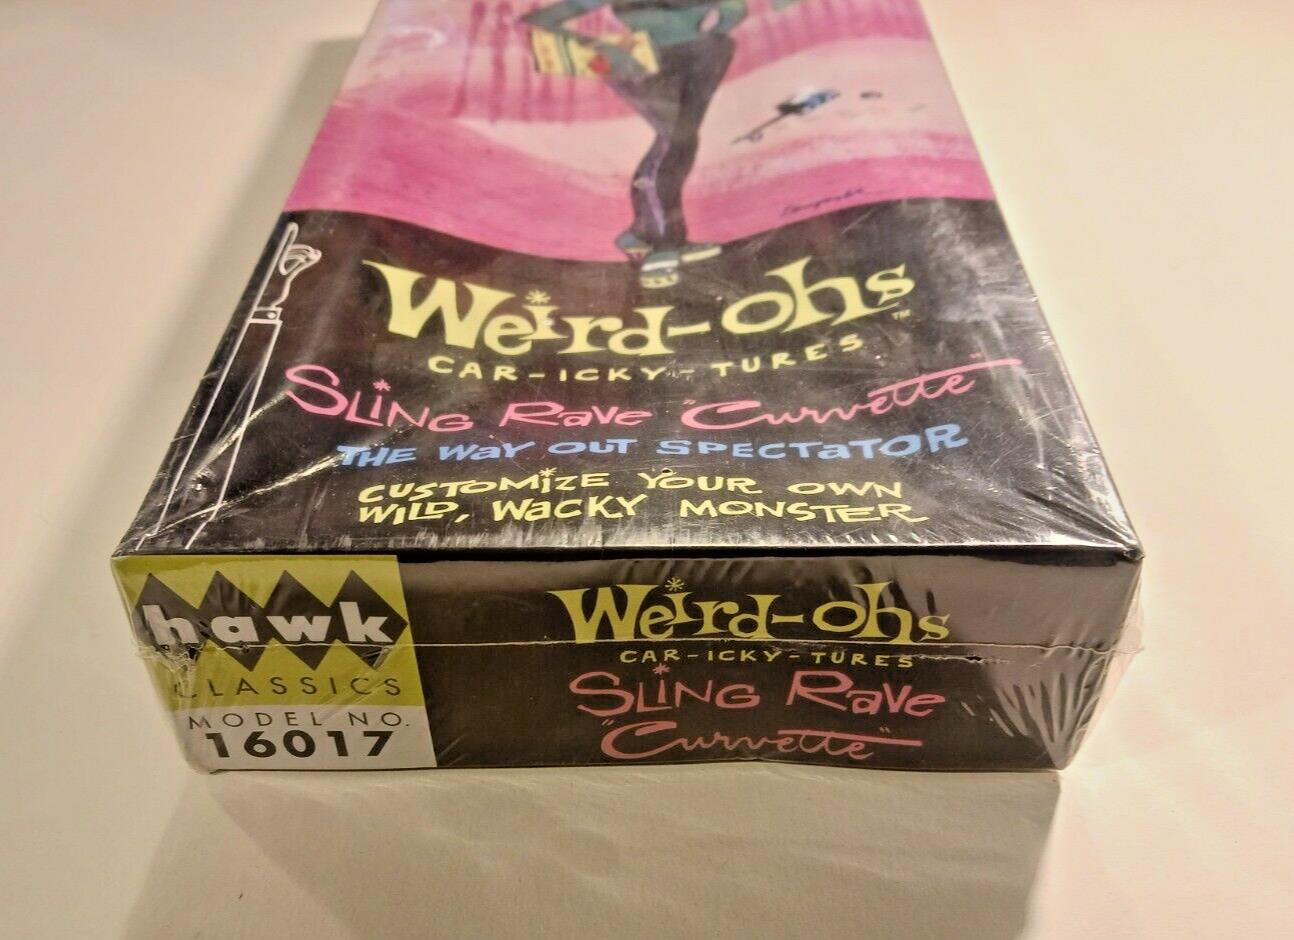 Weird-ohs™
CAR-ICKY-TURES
SLiNG Rave "Curvette"
THE Way OUT SPECTaTOR
CUSTOMiZE YOUR OWN
WILD, WaCKY MONSTER
hawk
CLASSICS
MODEL NO.
16017
Weird-ohs
CAR-ICKY-TURES
SLiNG Rave
"Curvette"